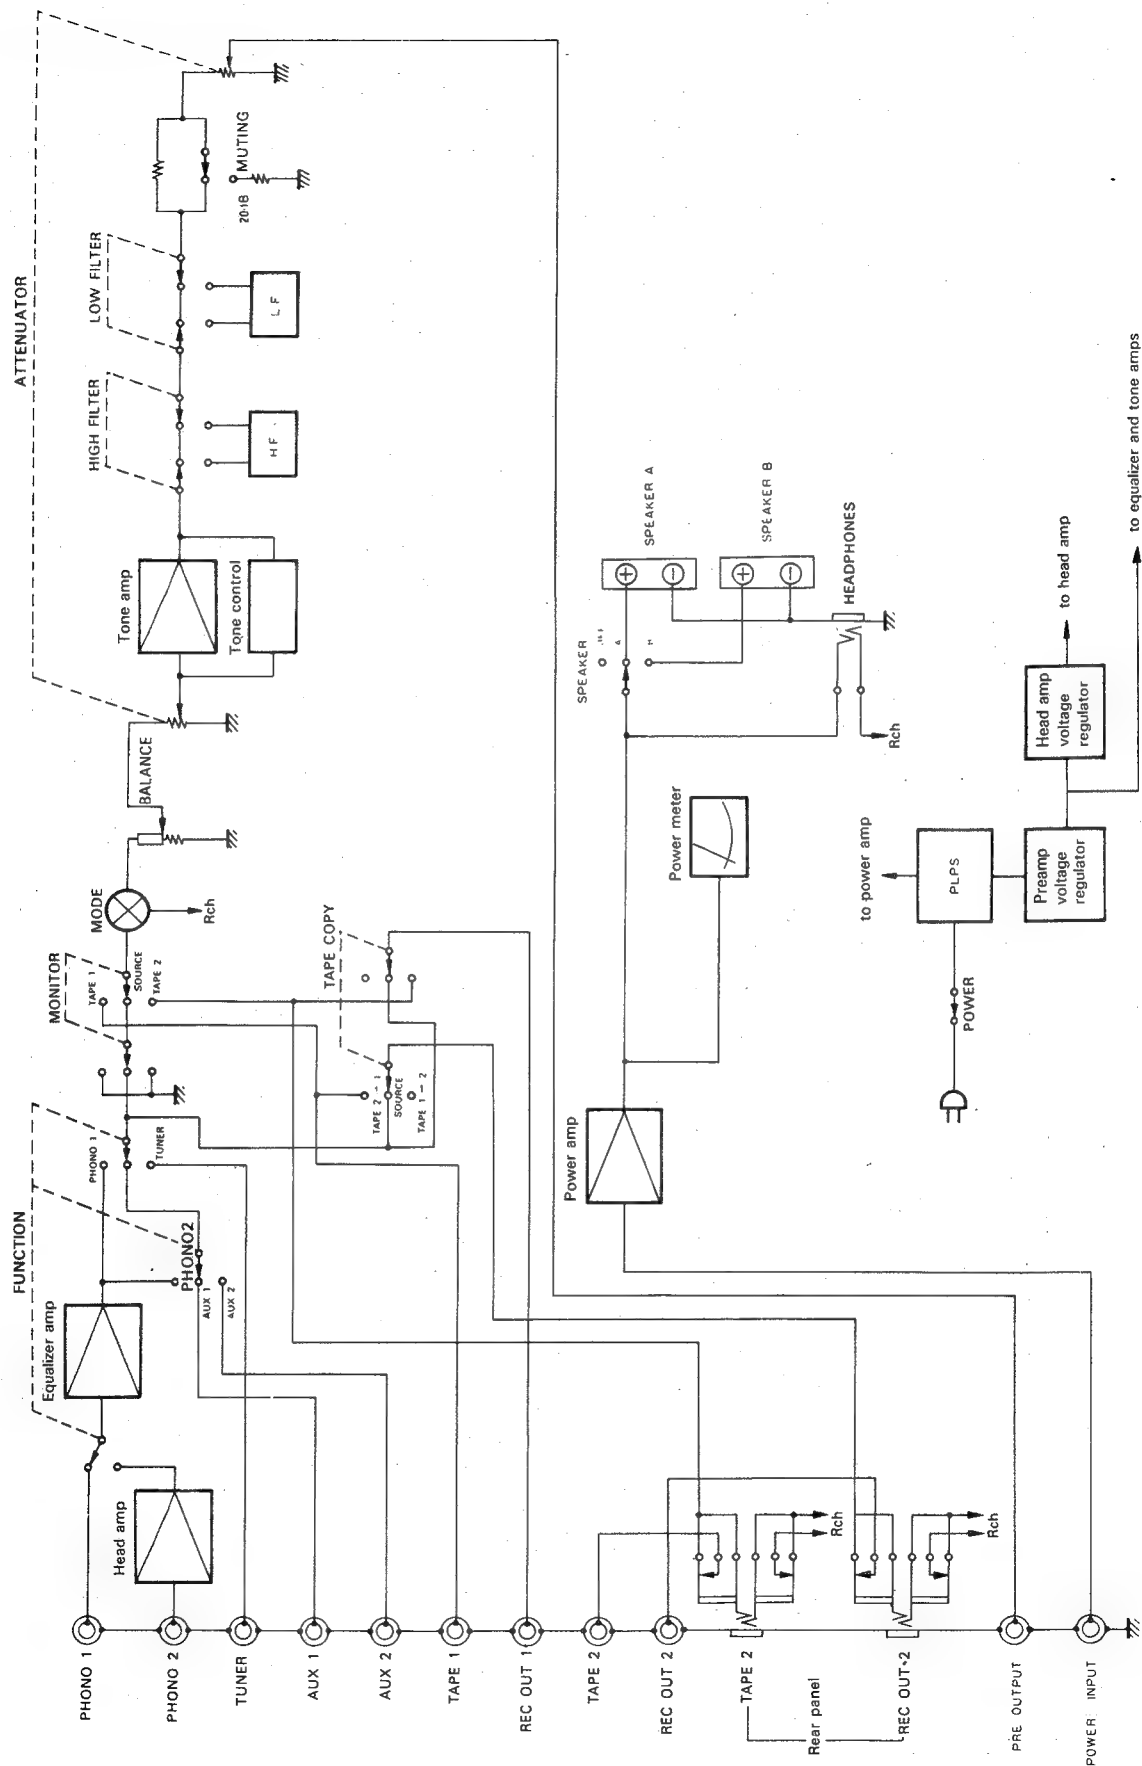 ATTENUATOR
LOW FILTER
HIGH FILTER
L F
HF
MUTING
Tone amp
Tone control
BALANCE
MODE
Rch
MONITOR
TAPE 1
SOURCE
TAPE 2
TAPE COPY
TAPE 2 - 1
SOURCE
TAPE 1 - 2
FUNCTION
PHONO 1
TUNER
PHONO2
AUX 1
AUX 2
Equalizer amp
Head amp
PHONO 1
PHONO 2
TUNER
AUX 1
AUX 2
TAPE 1
REC OUT 1
TAPE 2
REC OUT 2
TAPE 2
REC OUT-2
Rear panel
PRE OUTPUT
POWER INPUT
Rch
Rch
Power amp
Power meter
SPEAKER
A
SPEAKER A
SPEAKER B
HEADPHONES
Rch
to power amp
PLPS
POWER
Preamp
voltage
regulator
Head amp
voltage
regulator
to head amp
to equalizer and tone amps